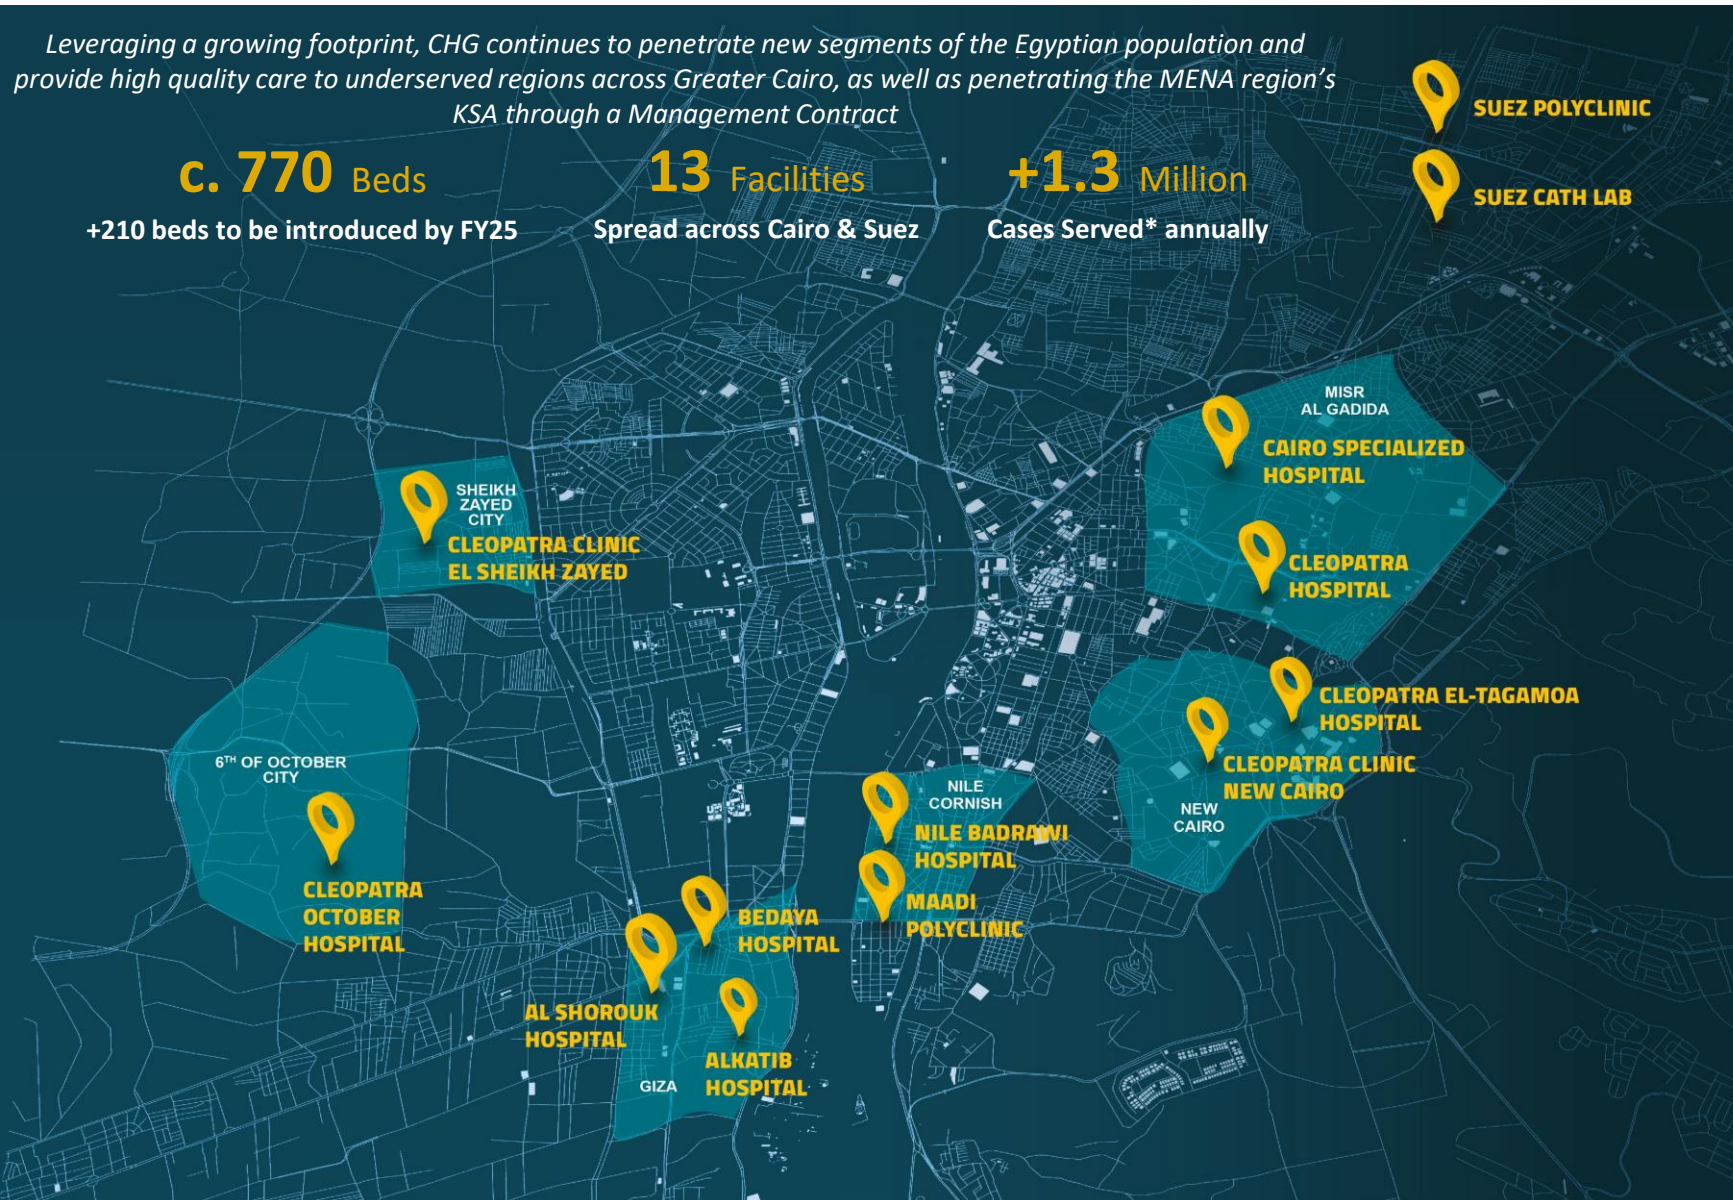 Leveraging a growing footprint, CHG continues to penetrate new segments of the Egyptian population and
provide high quality care to underserved regions across Greater Cairo, as well as penetrating the MENA region's
KSA through a Management Contract
c. 770 Beds
+210 beds to be introduced by FY25
13 Facilities
Spread across Cairo & Suez
+1.3 Million
Cases Served* annually
SUEZ POLYCLINIC
SUEZ CATH LAB
MISR
AL GADIDA
CAIRO SPECIALIZED
HOSPITAL
CLEOPATRA
HOSPITAL
SHEIKH
ZAYED
CITY
CLEOPATRA CLINIC
EL SHEIKH ZAYED
CLEOPATRA EL-TAGAMOA
HOSPITAL
CLEOPATRA CLINIC
NEW CAIRO
NEW
CAIRO
6TH OF OCTOBER
CITY
CLEOPATRA
OCTOBER
HOSPITAL
NILE
CORNISH
NILE BADRAWI
HOSPITAL
MAADI
POLYCLINIC
BEDAYA
HOSPITAL
AL SHOROUK
HOSPITAL
ALKATIB
HOSPITAL
GIZA